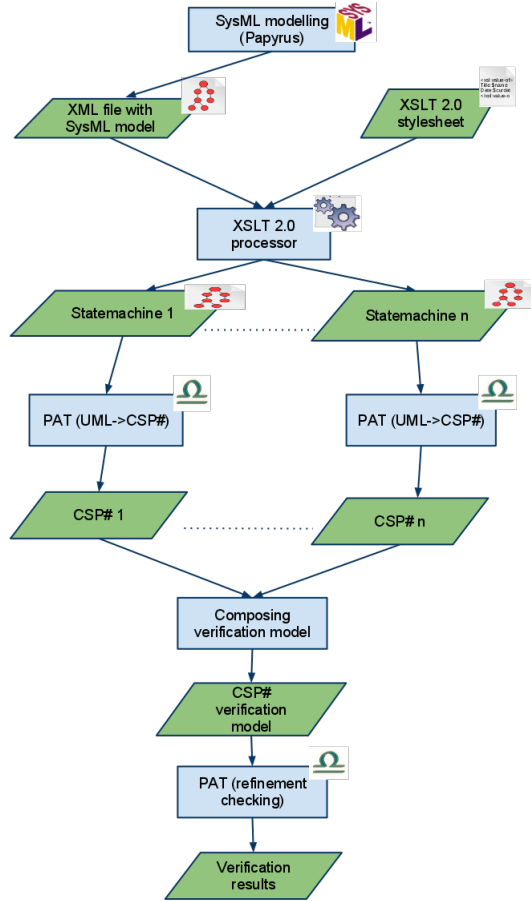 SysML modelling
(Papyrus)
SYS
ML
XML file with
SysML model
XSLT 2.0
stylesheet
XSLT 2.0
processor
Statemachine 1
Statemachine n
PAT (UML->CSP#)
PAT (UML->CSP#)
CSP# 1
CSP# n
Composing
verification model
CSP#
verification
model
PAT (refinement
checking)
Verification
results